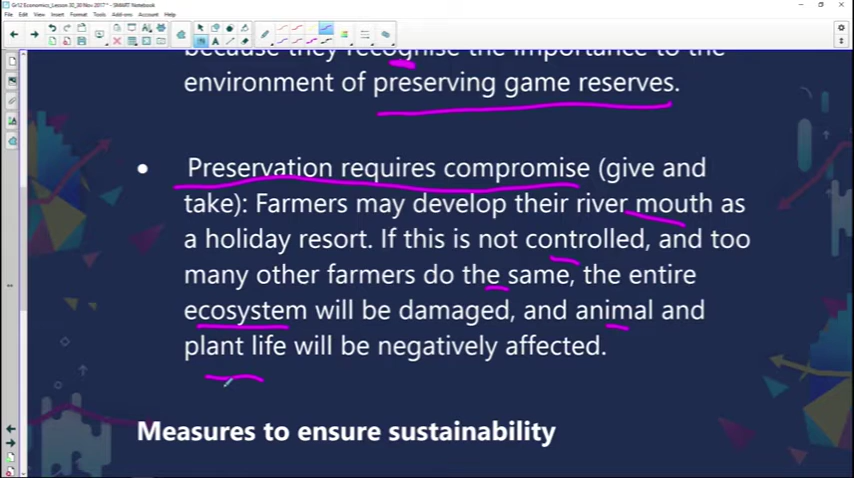 Gr12 Economics_Lesson 30_30 Nov-2017 * - SMART Notebook
File Edit View Insert Format Tools Add-ons Account Help
because they recognise the importance to the
environment of preserving game reserves.
• Preservation requires compromise (give and
take): Farmers may develop their river mouth as
a holiday resort. If this is not controlled, and too
many other farmers do the same, the entire
ecosystem will be damaged, and animal and
plant life will be negatively affected.
Measures to ensure sustainability